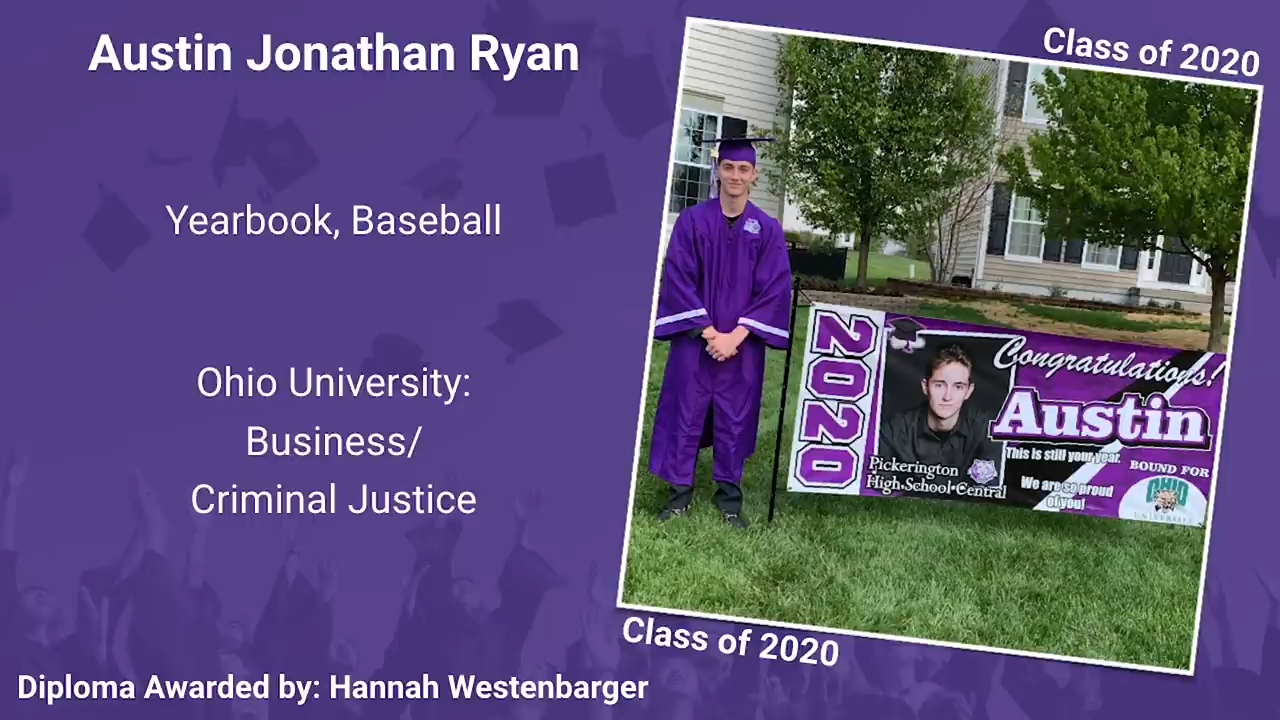 Austin Jonathan Ryan
Yearbook, Baseball
Ohio University:
Business/
Criminal Justice
Diploma Awarded by: Hannah Westenbarger
Class of 2020
2020
Congratulations!
Austin
This is still your year.
We are so proud
of you!
BOUND FOR
OHIO
UNIVERSITY
Pickerington
High School Central
Class of 2020